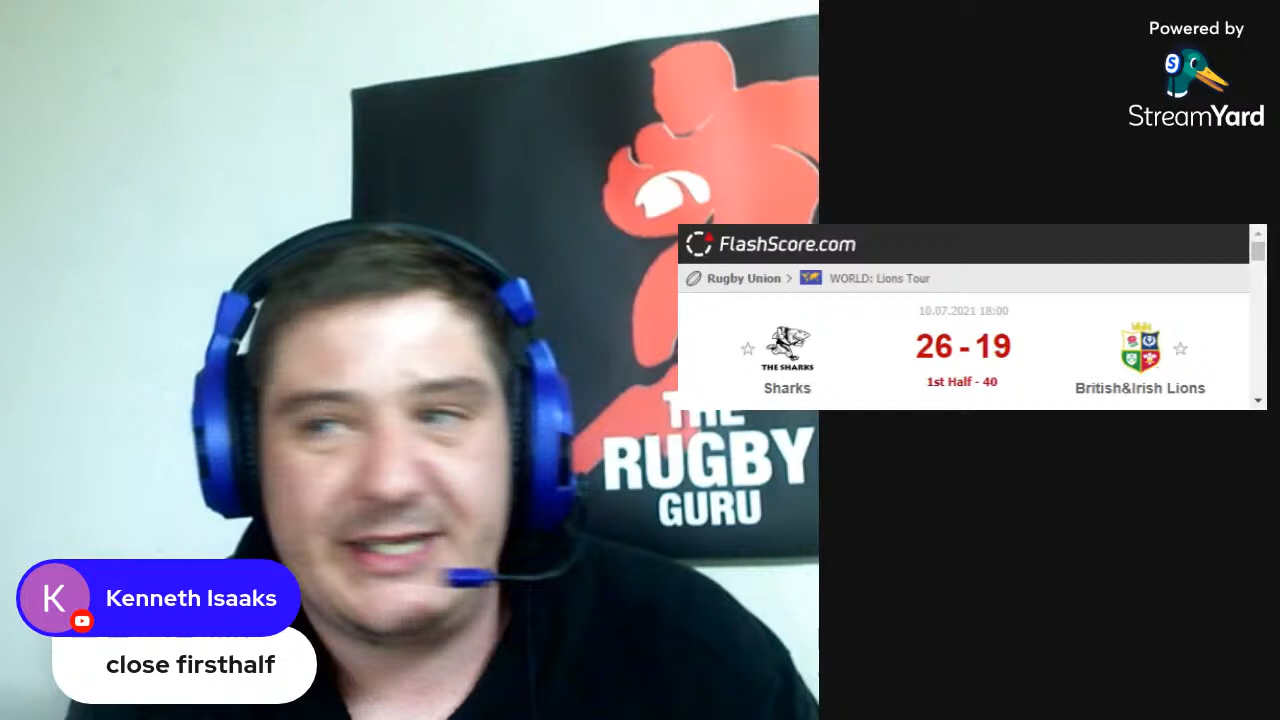 Powered by
S
StreamYard
FlashScore.com
Rugby Union > WORLD: Lions Tour
10.07.2021 18:00
26 - 19
1st Half - 40
THE SHARKS
Sharks
British&Irish Lions
THE
RUGBY
GURU
K
Kenneth Isaaks
close firsthalf